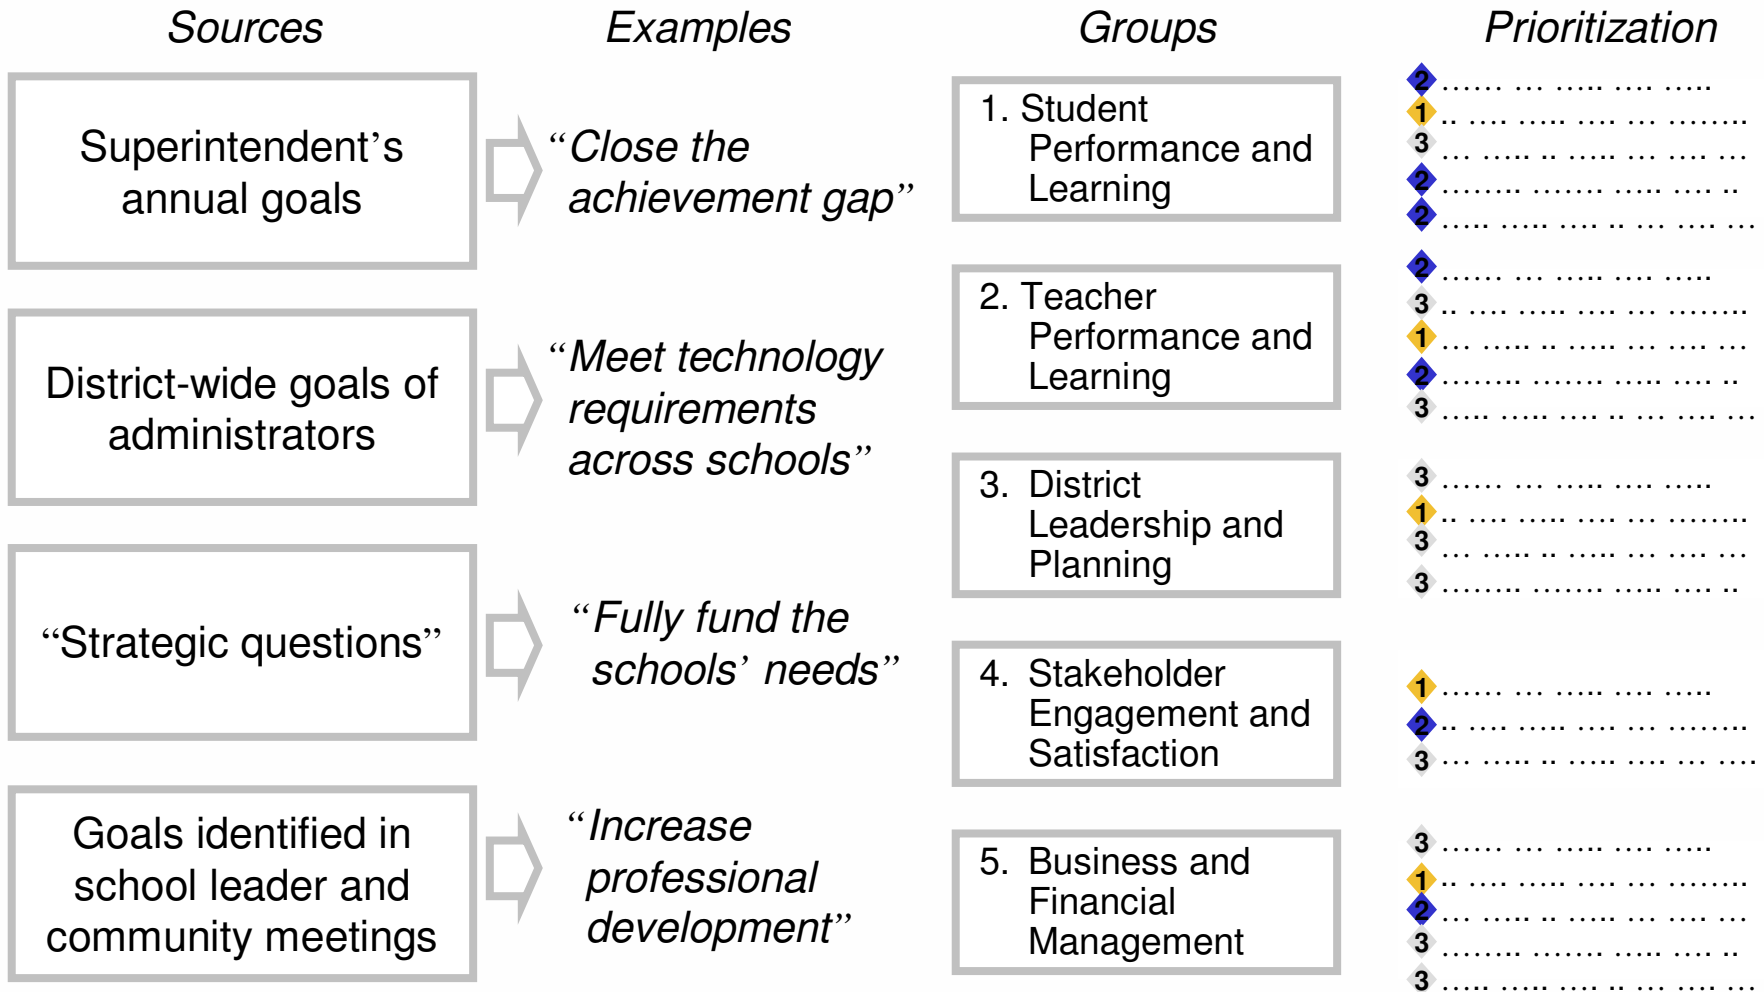 Sources
Examples
Groups
Prioritization
Superintendent’s
annual goals
“Close the
achievement gap”
District-wide goals of
administrators
“Meet technology
requirements
across schools”
“Strategic questions”
“Fully fund the
schools’ needs”
Goals identified in
school leader and
community meetings
“Increase
professional
development”
1. Student
Performance and
Learning
2. Teacher
Performance and
Learning
3. District
Leadership and
Planning
4. Stakeholder
Engagement and
Satisfaction
5. Business and
Financial
Management
2 …… … ….. …. …..
1 .. …. ….. …. … ……..
3 … ….. .. ….. … …. …
2 …….. ……. ….. …. ..
2 ….. ….. …. .. … …. …
2 …… … ….. …. …..
3 .. …. ….. …. … ……..
1 … ….. .. ….. … …. …
2 …….. ……. ….. …. ..
3 ….. ….. …. .. … …. …
3 …… … ….. …. …..
1 .. …. ….. …. … ……..
3 … ….. .. ….. … …. …
3 …….. ……. ….. …. ..
1 …… … ….. …. …..
2 .. …. ….. …. … ……..
3 … ….. .. ….. …. … ….
3 …… … ….. …. …..
1 .. …. ….. …. … ……..
2 … ….. .. ….. … …. …
3 …….. ……. ….. …. ..
3 ….. ….. …. .. … …. …